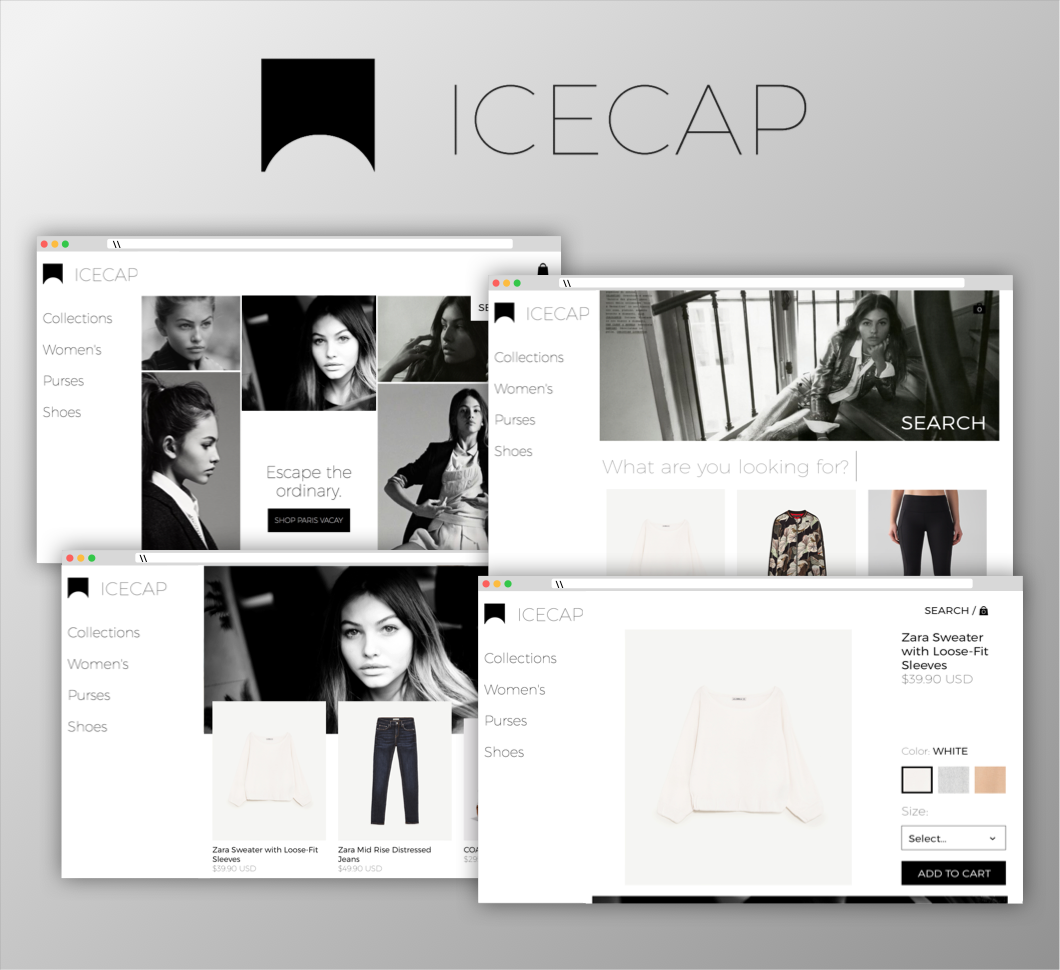 ICECAP
\\
ICECAP
Collections
Women's
Purses
Shoes
Escape the
ordinary.
SHOP PARIS VACAY
\\
ICECAP
Collections
Women's
Purses
Shoes
0
SEARCH
What are you looking for?
\\
ICECAP
Collections
Women's
Purses
Shoes
Zara Sweater with Loose-Fit
Sleeves
$39.90 USD
Zara Mid Rise Distressed
Jeans
$49.90 USD
\\
ICECAP
Collections
Women's
Purses
Shoes
SEARCH / 0
Zara Sweater
with Loose-Fit
Sleeves
$39.90 USD
Color: WHITE
Size:
Select...
ADD TO CART